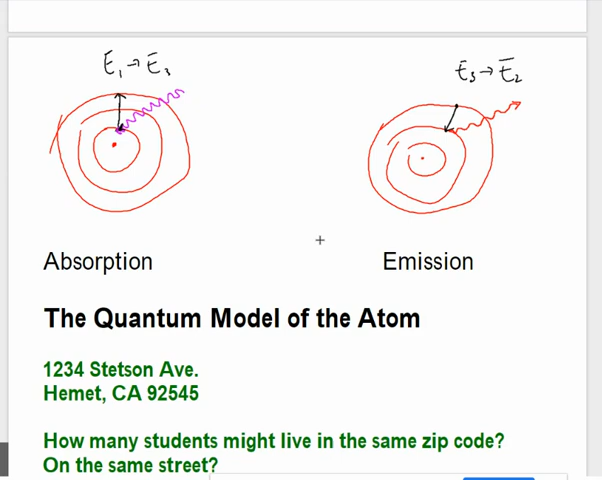 E₁→E₃
E₃→E₂
Absorption
Emission
The Quantum Model of the Atom
1234 Stetson Ave.
Hemet, CA 92545
How many students might live in the same zip code?
On the same street?